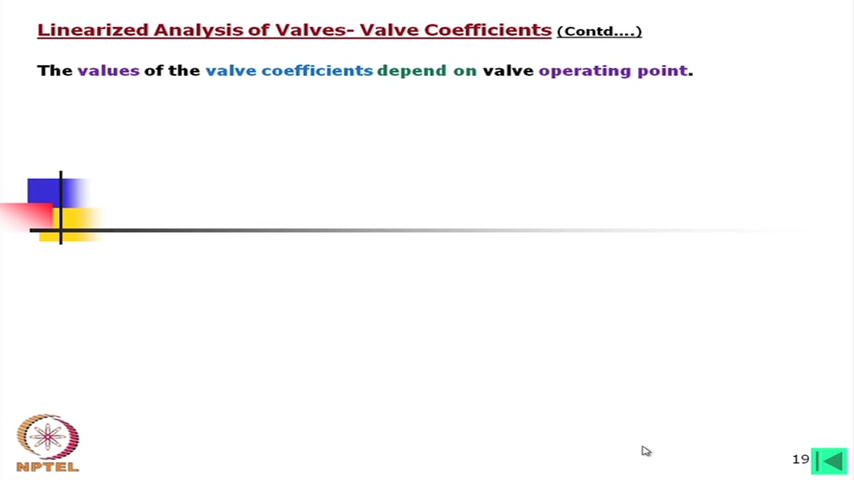 Linearized Analysis of Valves- Valve Coefficients (Contd....)
The values of the valve coefficients depend on valve operating point.
NPTEL
19